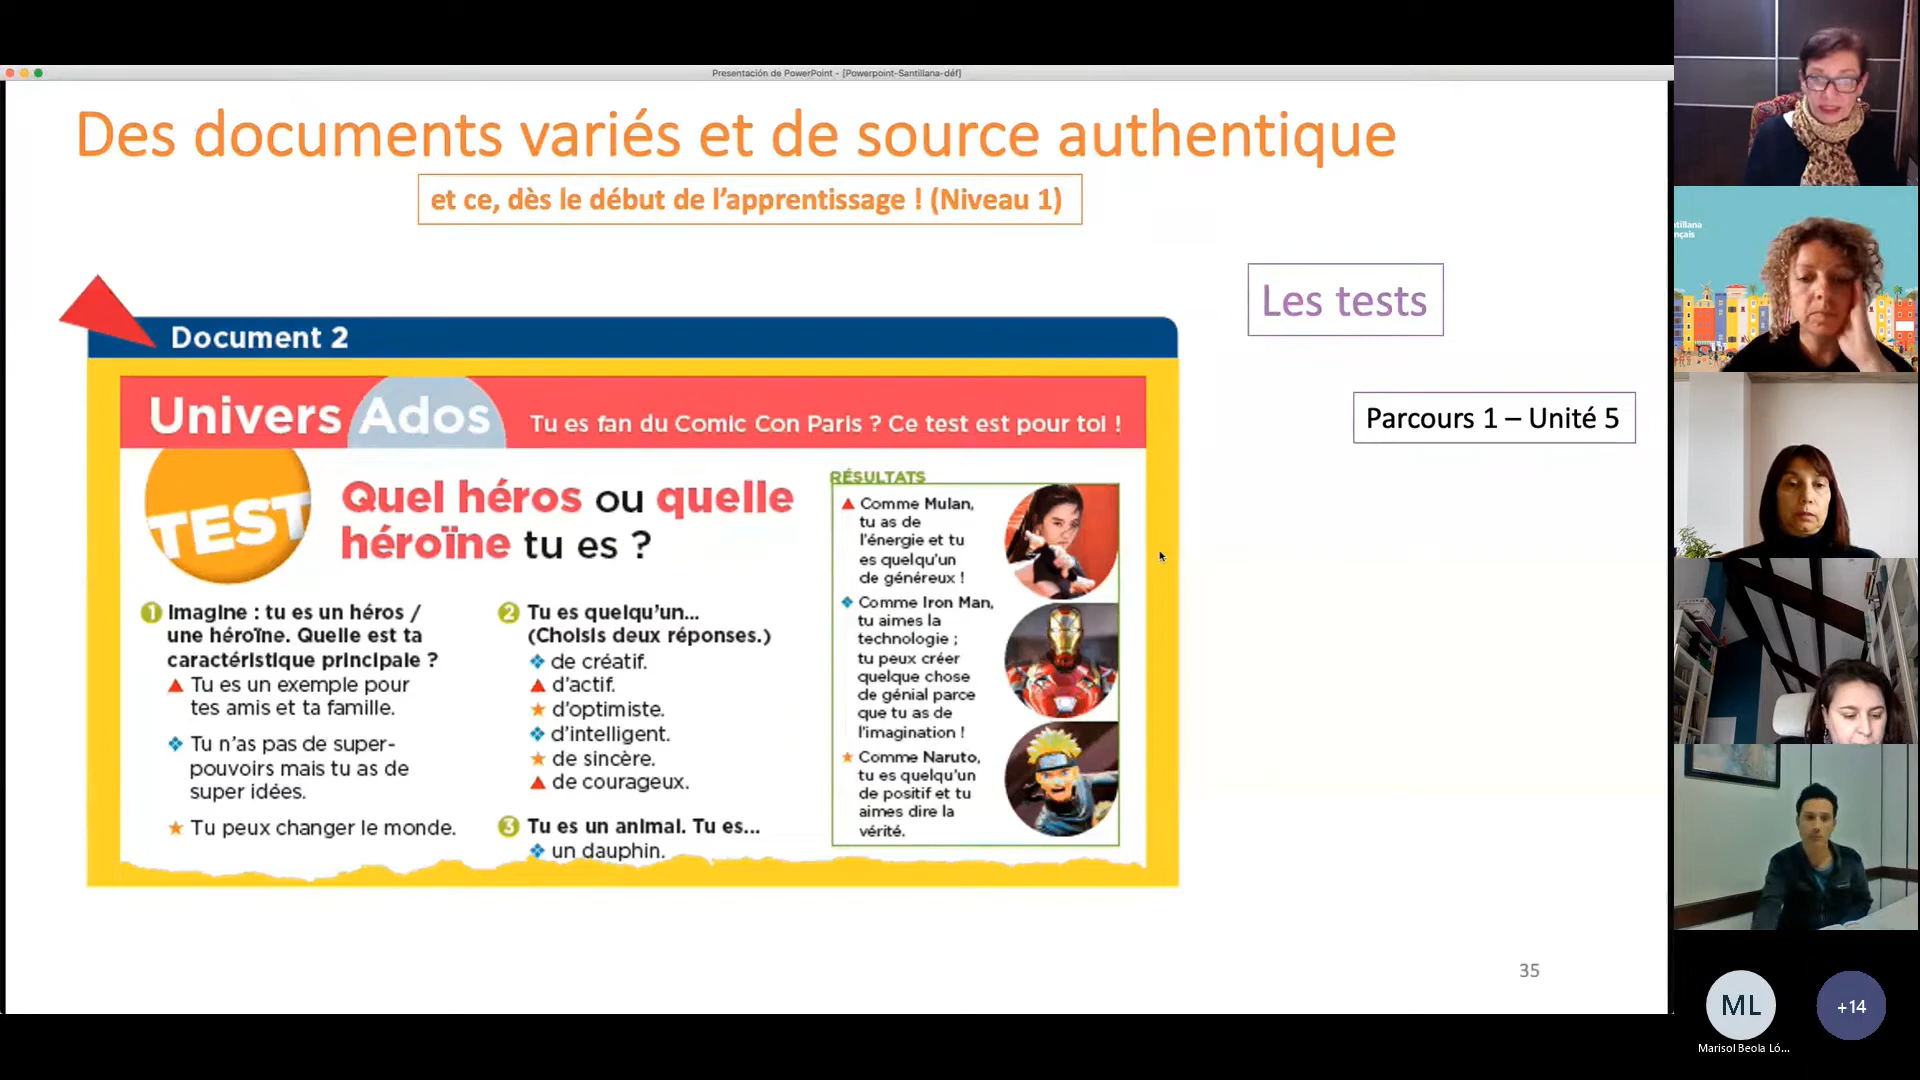 Presentación de PowerPoint - [Powerpoint-Santillana-déf]
Des documents variés et de source authentique
et ce, dès le début de l'apprentissage ! (Niveau 1)
Les tests
Parcours 1 – Unité 5
Document 2
Univers Ados
Tu es fan du Comic Con Paris ? Ce test est pour toi !
TEST
Quel héros ou quelle
héroïne tu es ?
1 Imagine : tu es un héros /
une héroïne. Quelle est ta
caractéristique principale ?
Tu es un exemple pour
tes amis et ta famille.
Tu n'as pas de super-
pouvoirs mais tu as de
super idées.
Tu peux changer le monde.
2 Tu es quelqu'un...
(Choisis deux réponses.)
de créatif.
d'actif.
d'optimiste.
d'intelligent.
de sincère.
de courageux.
3 Tu es un animal. Tu es...
un dauphin.
RÉSULTATS
Comme Mulan,
tu as de
l'énergie et tu
es quelqu'un
de généreux !
Comme Iron Man,
tu aimes la
technologie ;
tu peux créer
quelque chose
de génial parce
que tu as de
l'imagination !
Comme Naruto,
tu es quelqu'un
de positif et tu
aimes dire la
vérité.
35
ntillana
nçais
ML
+14
Marisol Beola Ló...